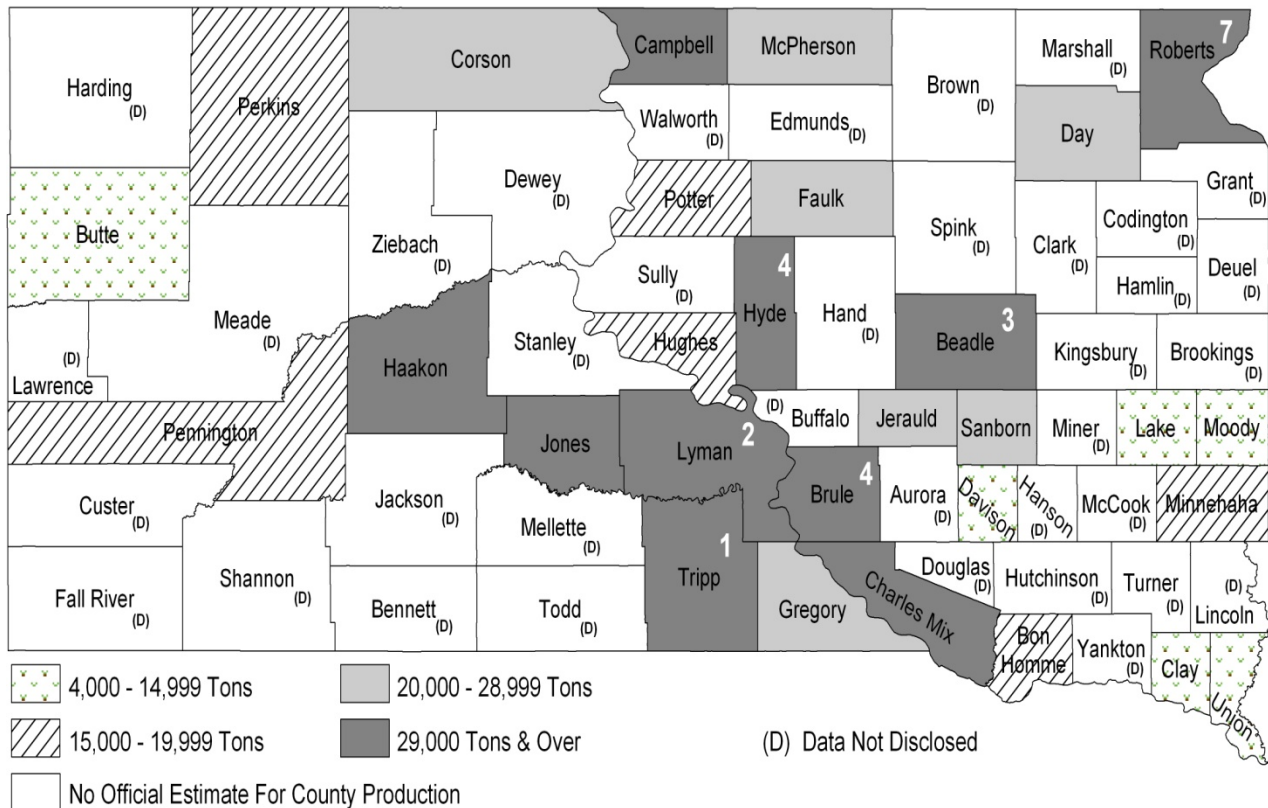 Harding (D)
Perkins
Corson
Campbell
McPherson
Brown (D)
Marshall (D)
Roberts 7
Walworth (D)
Edmunds (D)
Day
Grant (D)
Butte
Dewey (D)
Potter
Faulk
Spink (D)
Clark (D)
Codington (D)
Deuel (D)
Hamlin (D)
Ziebach (D)
Sully (D)
Hyde 4
Hand (D)
Meade (D)
Lawrence (D)
Haakon
Stanley (D)
Hughes
Beadle 3
Kingsbury (D)
Brookings (D)
Pennington
Jones
Lyman 2
Buffalo (D)
Jerauld
Sanborn
Miner (D)
Lake
Moody
Custer (D)
Jackson (D)
Mellette (D)
Brule 4
Aurora (D)
Davison
Hanson (D)
McCook (D)
Minnehaha
Fall River (D)
Shannon (D)
Bennett (D)
Todd (D)
Tripp 1
Gregory
Charles Mix
Douglas (D)
Hutchinson (D)
Turner (D)
Lincoln (D)
Bon
Homme
Yankton (D)
Clay
Union
4,000 - 14,999 Tons
20,000 - 28,999 Tons
15,000 - 19,999 Tons
29,000 Tons & Over
(D) Data Not Disclosed
No Official Estimate For County Production